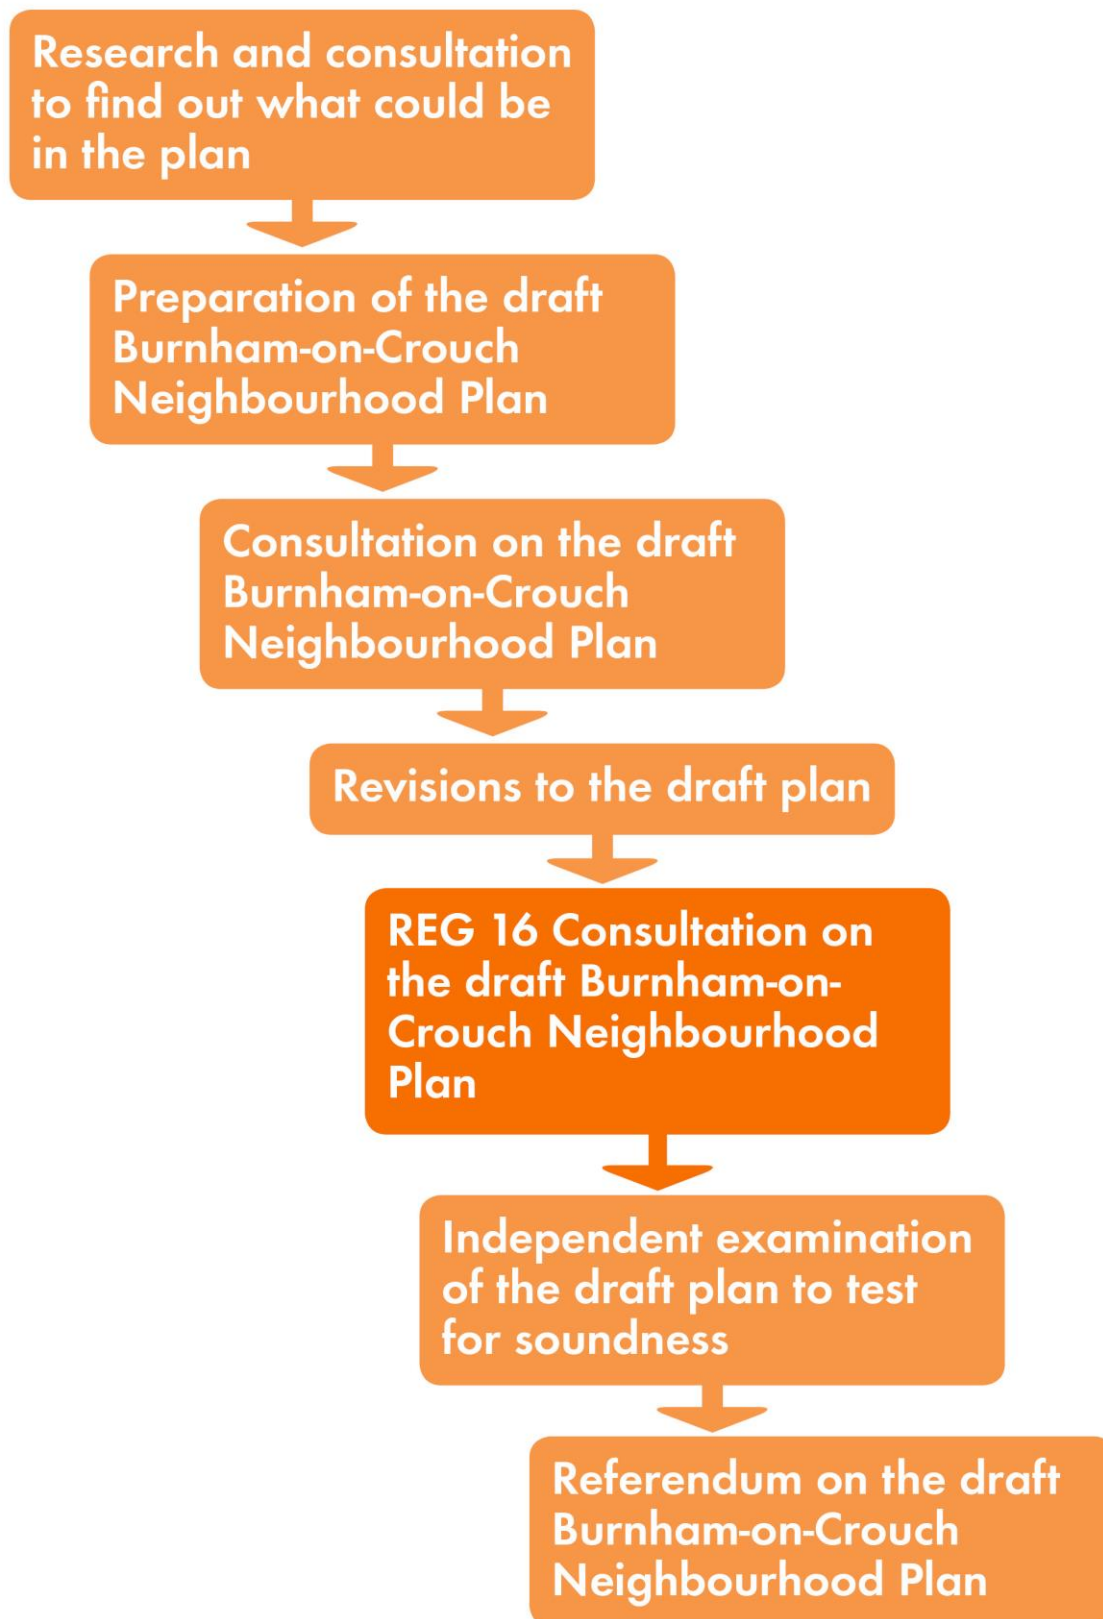 Research and consultation
to find out what could be
in the plan
Preparation of the draft
Burnham-on-Crouch
Neighbourhood Plan
Consultation on the draft
Burnham-on-Crouch
Neighbourhood Plan
Revisions to the draft plan
REG 16 Consultation on
the draft Burnham-on-
Crouch Neighbourhood
Plan
Independent examination
of the draft plan to test
for soundness
Referendum on the draft
Burnham-on-Crouch
Neighbourhood Plan